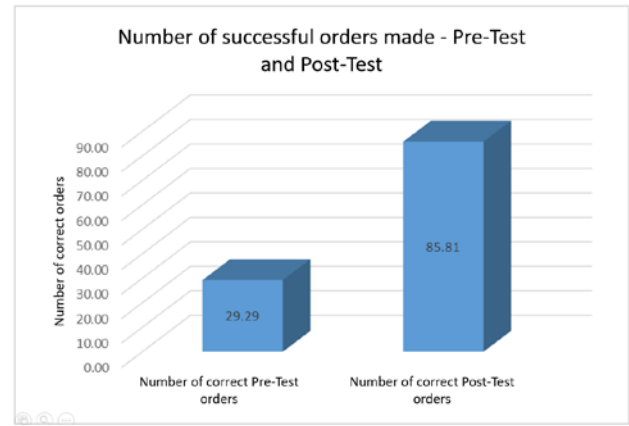 Number of successful orders made - Pre-Test
and Post-Test
Number of correct orders
90.00
80.00
70.00
60.00
50.00
40.00
30.00
20.00
10.00
0.00
29.29
85.81
Number of correct Pre-Test
orders
Number of correct Post-Test
orders